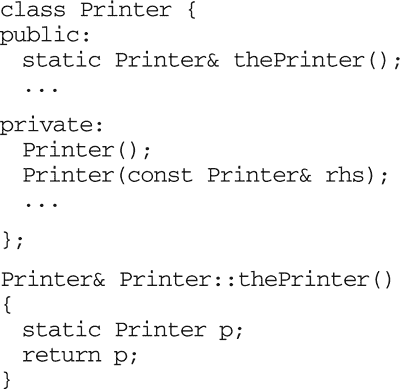 class Printer {
public:
  static Printer& thePrinter();
  ...
private:
  Printer();
  Printer(const Printer& rhs);
  ...
};
Printer& Printer::thePrinter()
{
  static Printer p;
  return p;
}